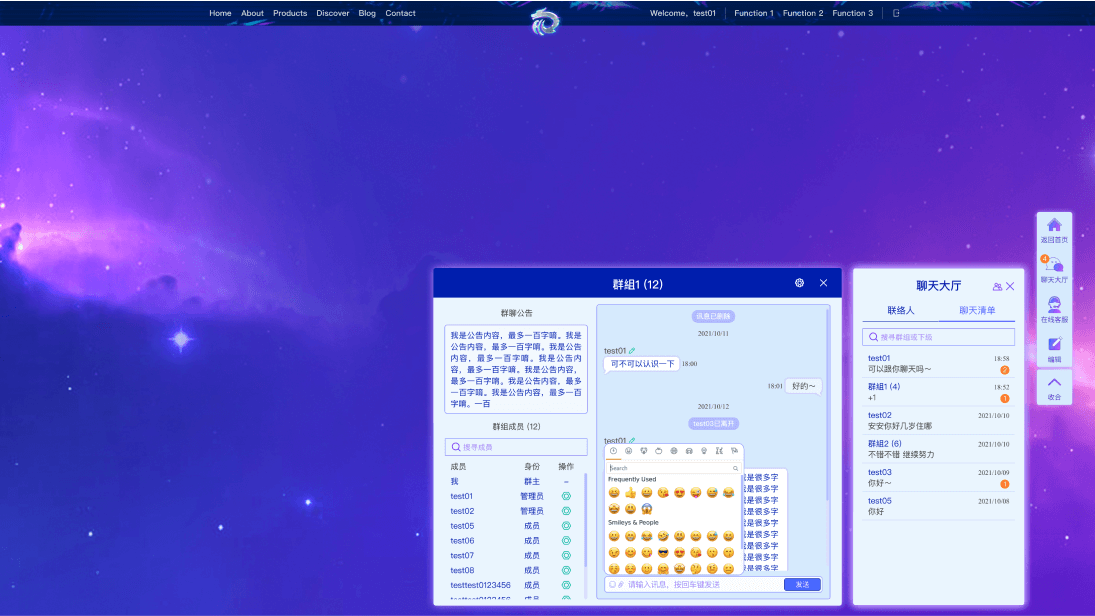 Home About Products Discover Blog Contact
Welcome、test01 Function 1 Function 2 Function 3
群組1 (12)
群聊公告
我是公告内容，最多一百字唷。我是
公告内容，最多一百字唷。我是公告
内容，最多一百字唷。我是公告内
容，最多一百字唷。我是公告内容，
最多一百字唷。我是公告内容，最多
一百字唷。我是公告内容，最多一百
字唷。一百
群组成员 (12)
搜寻成员
成员 身份 操作
我 群主 –
test01 管理员
test02 管理员
test05 成员
test06 成员
test07 成员
test08 成员
testtest0123456 成员
testtest0123456 成员
讯息已删除
2021/10/11
test01
可不可以认识一下 18:00
18:01 好的～
2021/10/12
test03已离开
test01
Search
Frequently Used
Smileys & People
是很多字
是很多字
是很多字
是很多字
是很多字
是很多字
是很多字
是很多字
是很多字
请输入讯息，按回车键发送
发送
聊天大厅
联络人 聊天清单
搜寻群组或下级
test01 18:58
可以跟你聊天吗～ 2
群組1 (4) 18:52
+1 1
test02 2021/10/10
安安你好几岁住哪
群組2 (6) 2021/10/10
不错不错 继续努力
test03 2021/10/09
你好～ 1
test05 2021/10/08
你好
返回首页
4
聊天大厅
在线客服
编辑
收合